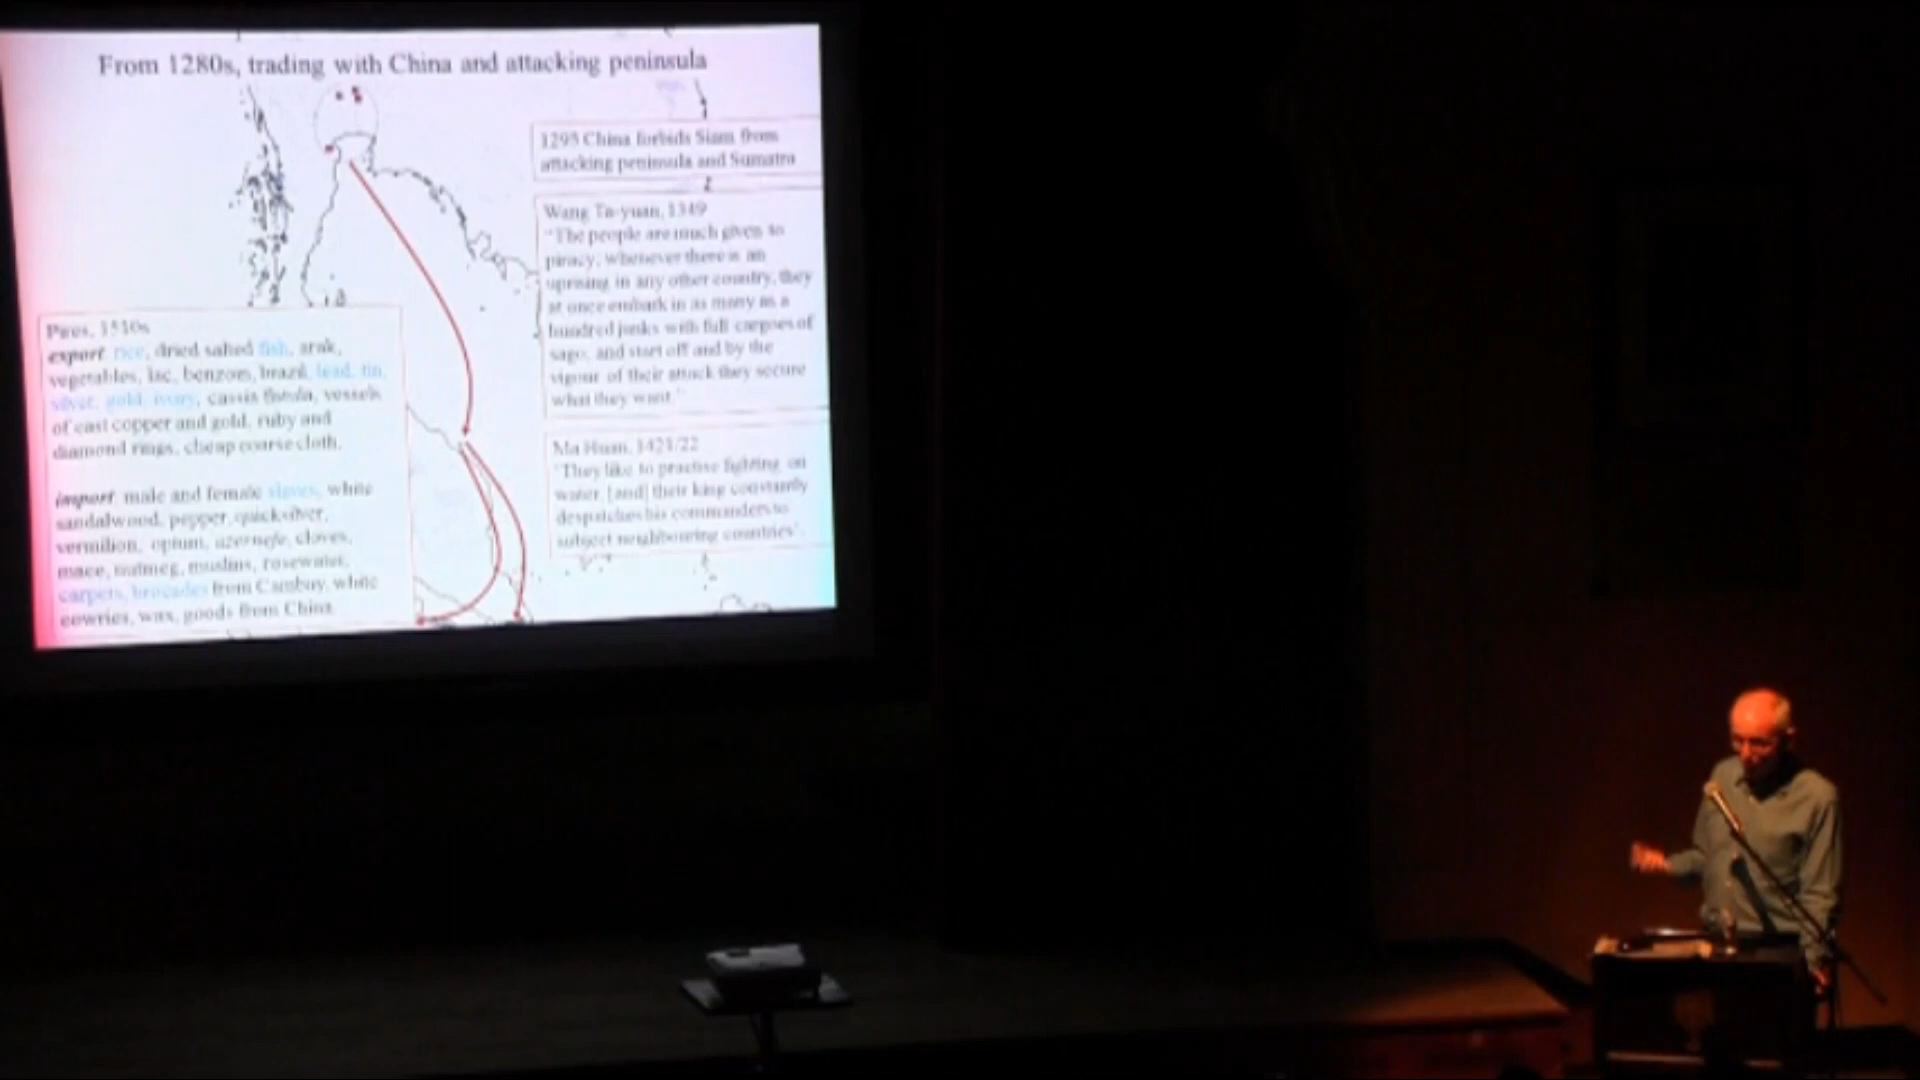 From 1280s, trading with China and attacking peninsula
1295 China forbids Siam from
attacking peninsula and Sumatra
Wang Ta-yuan, 1349
"The people are much given to
piracy; whenever there is an
uprising in any other country, they
at once embark in as many as a
hundred junks with full cargoes of
sago, and start off and by the
vigour of their attack they secure
what they want."
Ma Huan, 1421/22
'They like to practise fighting on
water, [and] their king constantly
despatches his commanders to
subject neighbouring countries'.
Pires, 1510s
export: rice, dried salted fish, arak,
vegetables, lac, benzoin, brazil, lead, tin,
silver, gold, ivory, cassia fistula, vessels
of cast copper and gold, ruby and
diamond rings, cheap coarse cloth.
import: male and female slaves, white
sandalwood, pepper, quicksilver,
vermilion, opium, azernefe, cloves,
mace, nutmeg, muslins, rosewater,
carpets, brocades from Cambay, white
cowries, wax, goods from China.